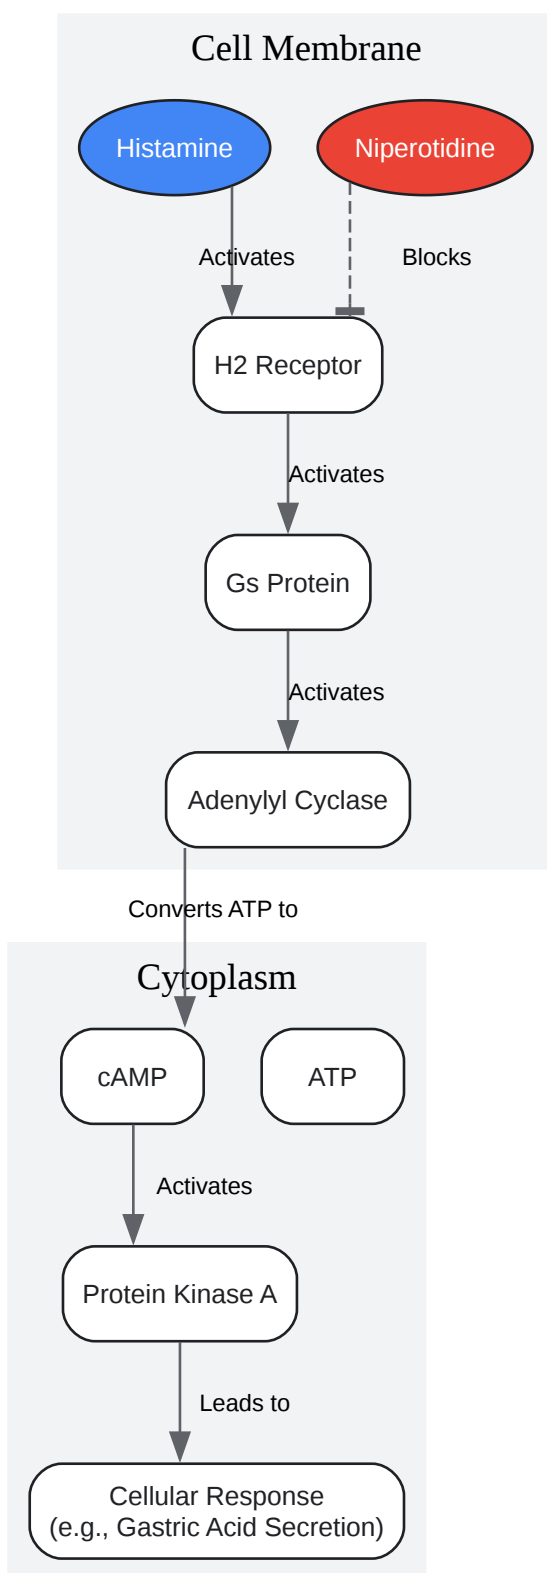 Cell Membrane
Histamine
Niperotidine
Activates
Blocks
H2 Receptor
Activates
Gs Protein
Activates
Adenylyl Cyclase
Converts ATP to
Cytoplasm
cAMP
ATP
Activates
Protein Kinase A
Leads to
Cellular Response
(e.g., Gastric Acid Secretion)